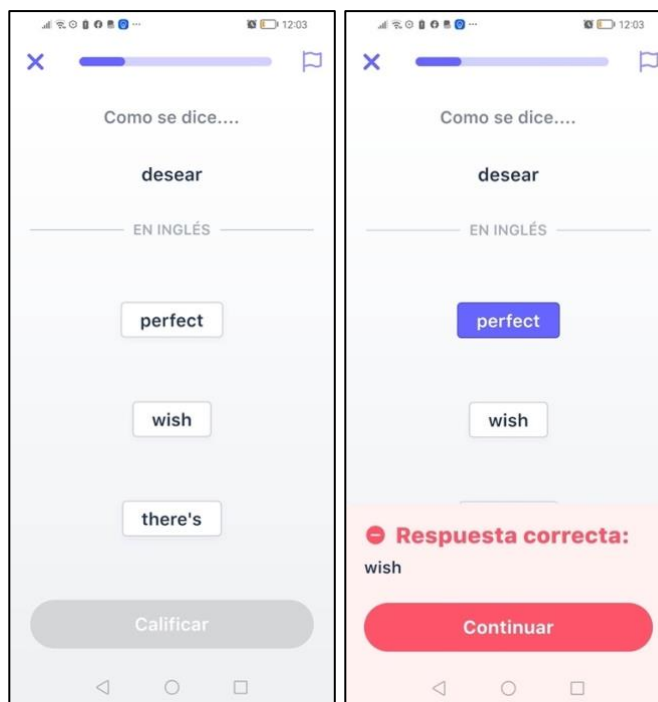 12:03
Como se dice....
desear
EN INGLÉS
perfect
wish
there's
Calificar
12:03
Como se dice....
desear
EN INGLÉS
perfect
wish
Respuesta correcta:
wish
Continuar